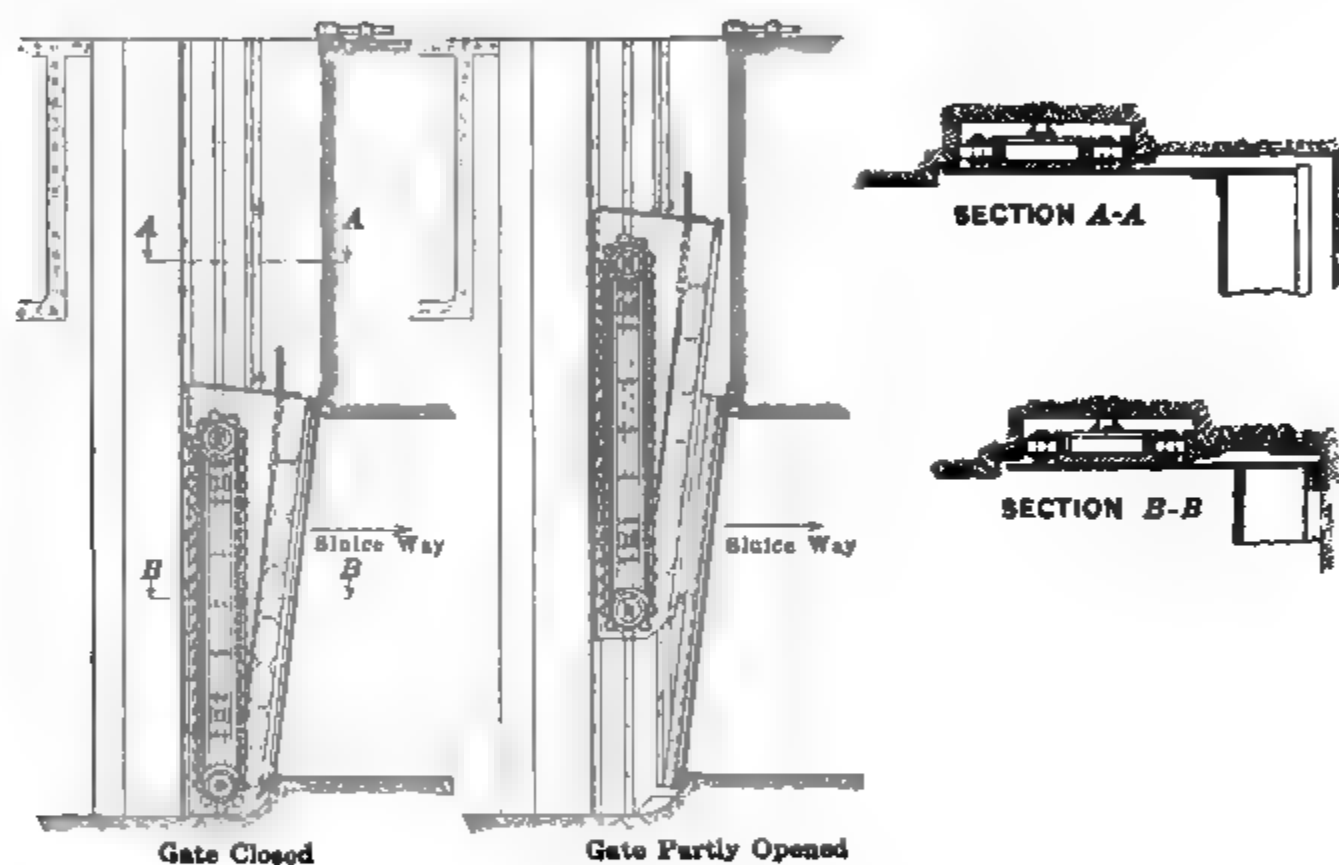 A
A
SECTION A-A
SECTION B-B
Sluice Way
Sluice Way
B
B
Gate Closed
Gate Partly Opened